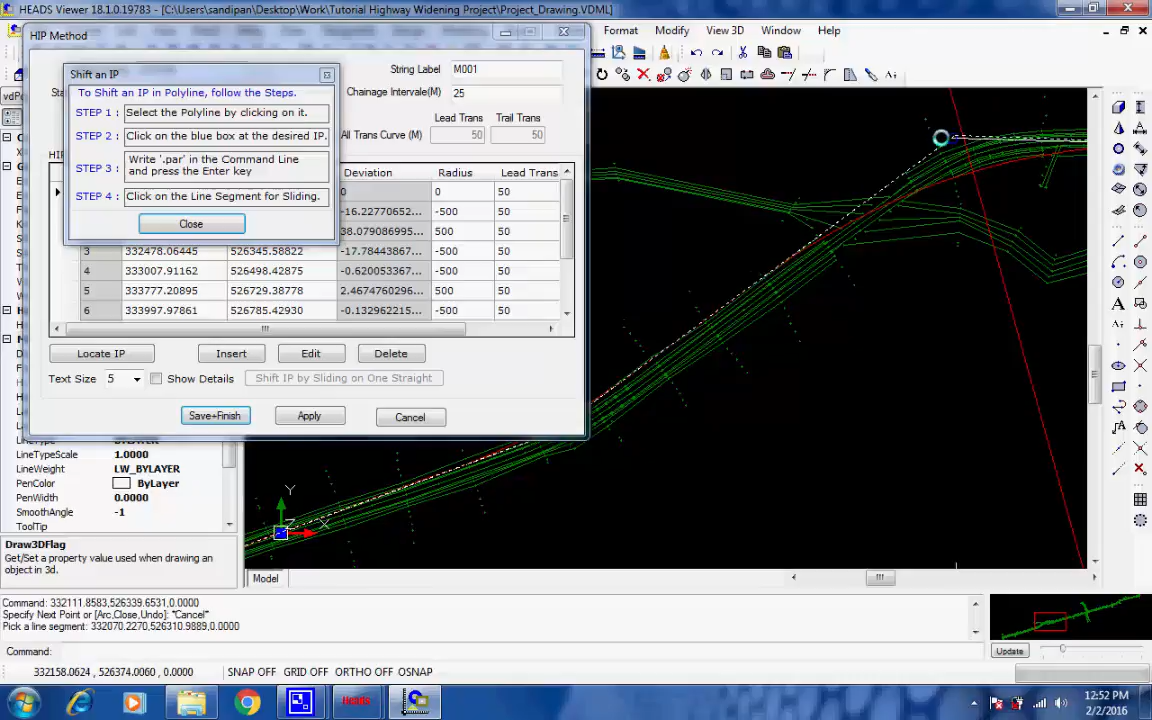 HEADS Viewer 18.1.0.19783 - [C:\Users\sandipan\Desktop\Work\Tutorial Highway Widening Project\Project_Drawing.VDML]
HIP Method
Format Modify View 3D Window Help
String Label M001
Chainage Intervale(M) 25
Lead Trans Trail Trans
All Trans Curve (M) 50 50
Shift an IP
To Shift an IP in Polyline, follow the Steps.
STEP 1 : Select the Polyline by clicking on it.
STEP 2 : Click on the blue box at the desired IP.
STEP 3 : Write '.par' in the Command Line
and press the Enter key
STEP 4 : Click on the Line Segment for Sliding.
Close
Deviation Radius Lead Trans
0 0 50
-16.22770652... -500 50
38.079086995... 500 50
3 332478.06445 526345.58822 -17.78443867... -500 50
4 333007.91162 526498.42875 -0.620053367... -500 50
5 333777.20895 526729.38778 2.4674760296... 500 50
6 333997.97861 526785.42930 -0.132962215... -500 50
Locate IP Insert Edit Delete
Text Size 5 Show Details Shift IP by Sliding on One Straight
Save+Finish Apply Cancel
LineTypeScale 1.0000
LineWeight LW_BYLAYER
PenColor ByLayer
PenWidth 0.0000
SmoothAngle -1
ToolTip
Draw3DFlag
Get/Set a property value used when drawing an
object in 3d.
Y
Z X
Model
Command: 332111.8583,526339.6531,0.0000
Specify Next Point or [Arc,Close,Undo]: "Cancel"
Pick a line segment: 332070.2270,526310.9889,0.0000
Command:
Update
332158.0624 , 526374.0060 , 0.0000 SNAP OFF GRID OFF ORTHO OFF OSNAP
Heads
12:52 PM
2/2/2016